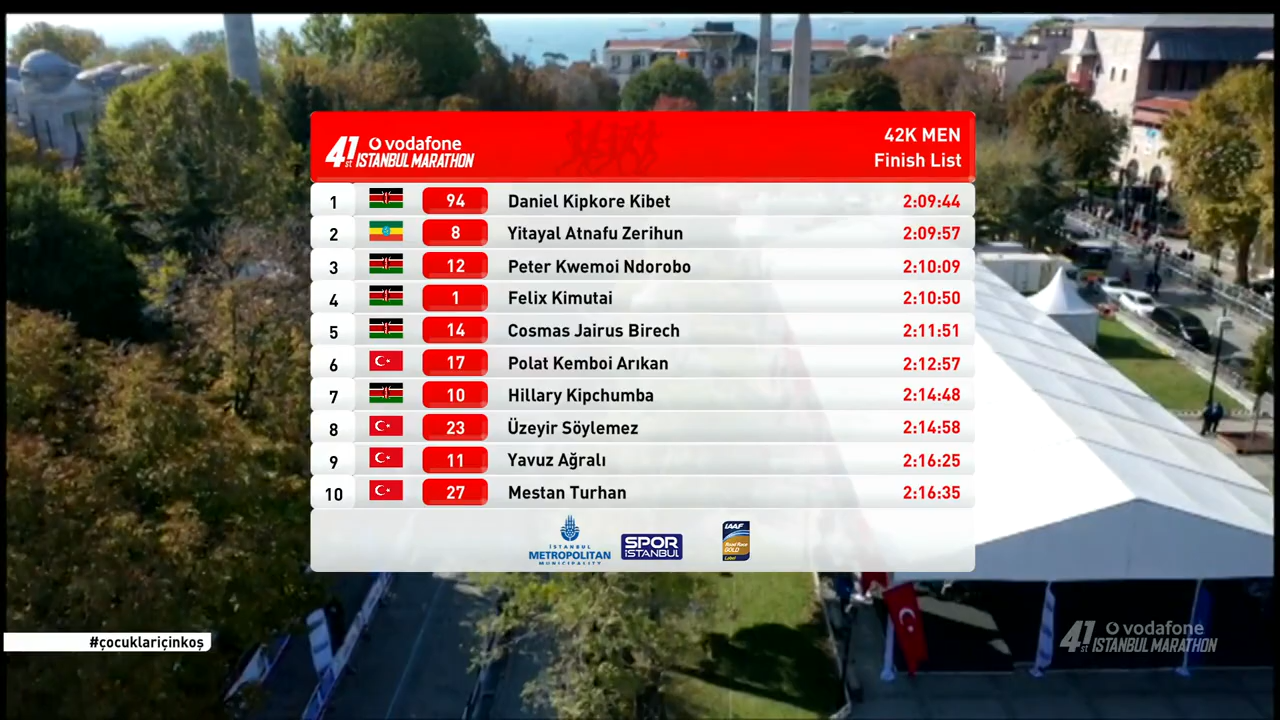 41st vodafone
ISTANBUL MARATHON
42K MEN
Finish List
1 94 Daniel Kipkore Kibet 2:09:44
2 8 Yitayal Atnafu Zerihun 2:09:57
3 12 Peter Kwemoi Ndorobo 2:10:09
4 1 Felix Kimutai 2:10:50
5 14 Cosmas Jairus Birech 2:11:51
6 17 Polat Kemboi Arıkan 2:12:57
7 10 Hillary Kipchumba 2:14:48
8 23 Üzeyir Söylemez 2:14:58
9 11 Yavuz Ağralı 2:16:25
10 27 Mestan Turhan 2:16:35
İSTANBUL
METROPOLITAN
MUNICIPALITY
SPOR
İSTANBUL
IAAF
Road Race
GOLD
Label
#çocuklariçinkoş
41st vodafone
ISTANBUL MARATHON